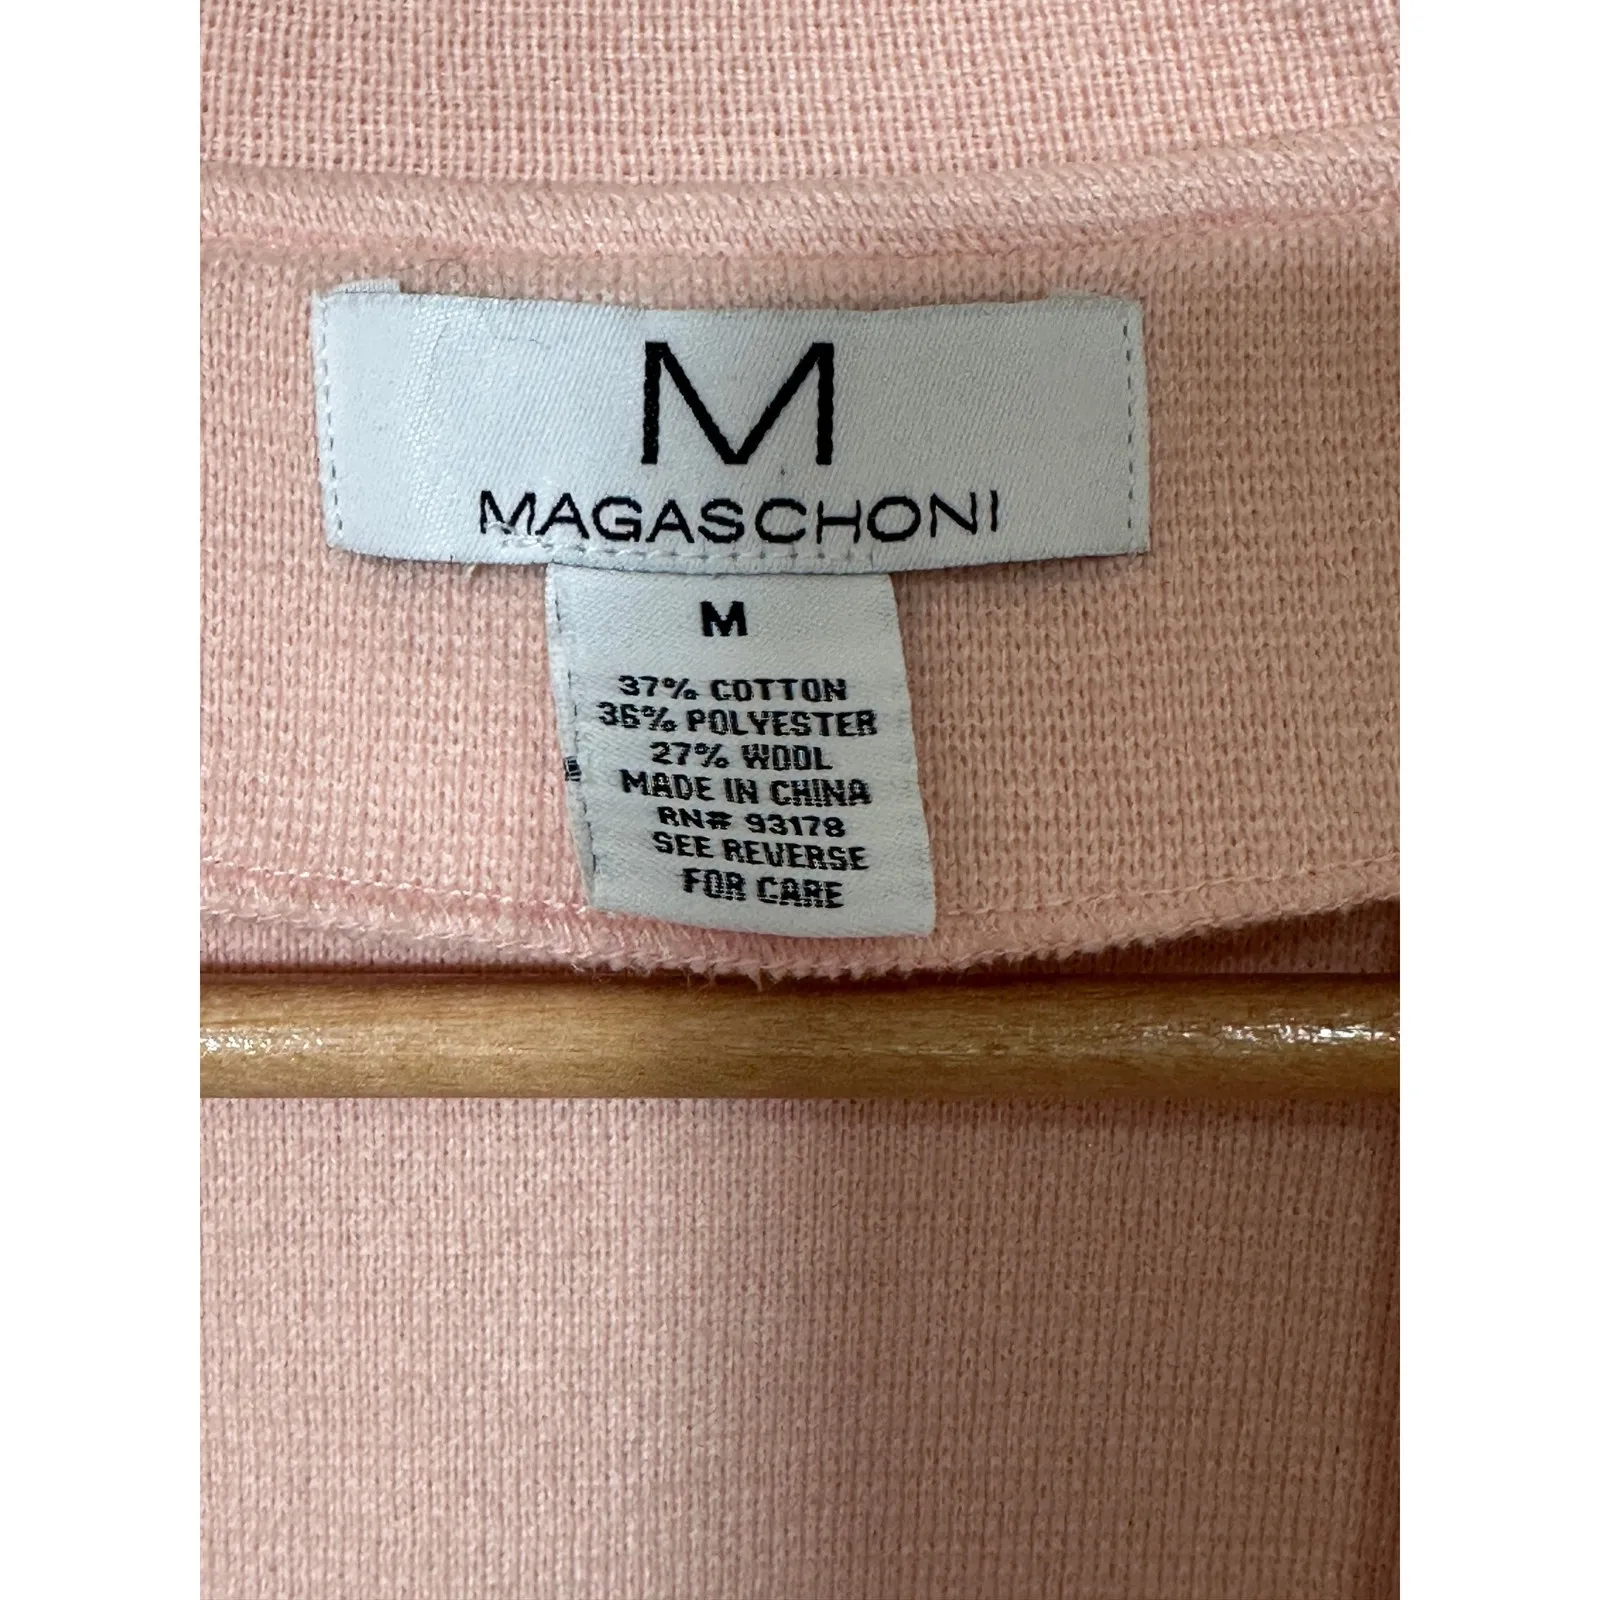 M
MAGASCHONI
M
37% COTTON
36% POLYESTER
27% WOOL
MADE IN CHINA
RN# 93178
SEE REVERSE
FOR CARE